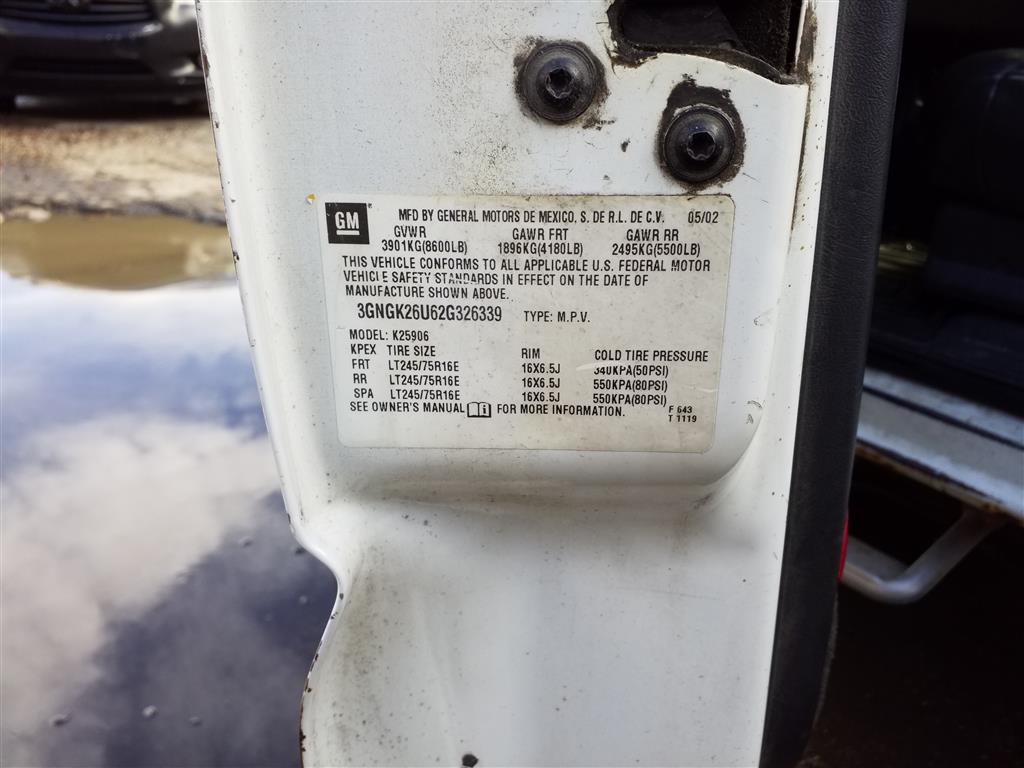 GM
MFD BY GENERAL MOTORS DE MEXICO, S. DE R.L. DE C.V. 05/02
GVWR GAWR FRT GAWR RR
3901KG(8600LB) 1896KG(4180LB) 2495KG(5500LB)
THIS VEHICLE CONFORMS TO ALL APPLICABLE U.S. FEDERAL MOTOR
VEHICLE SAFETY STANDARDS IN EFFECT ON THE DATE OF
MANUFACTURE SHOWN ABOVE.
3GNGK26U62G326339 TYPE: M.P.V.
MODEL: K25906
KPEX TIRE SIZE RIM COLD TIRE PRESSURE
FRT LT245/75R16E 16X6.5J 340KPA(50PSI)
RR LT245/75R16E 16X6.5J 550KPA(80PSI)
SPA LT245/75R16E 16X6.5J 550KPA(80PSI)
SEE OWNER'S MANUAL FOR MORE INFORMATION. F 643
T 1119